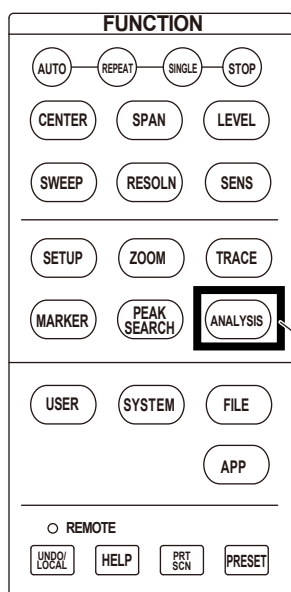 FUNCTION
AUTO REPEAT SINGLE STOP
CENTER SPAN LEVEL
SWEEP RESOLN SENS
SETUP ZOOM TRACE
MARKER PEAK SEARCH ANALYSIS
USER SYSTEM FILE
APP
REMOTE
UNDO/ LOCAL HELP PRT SCN PRESET